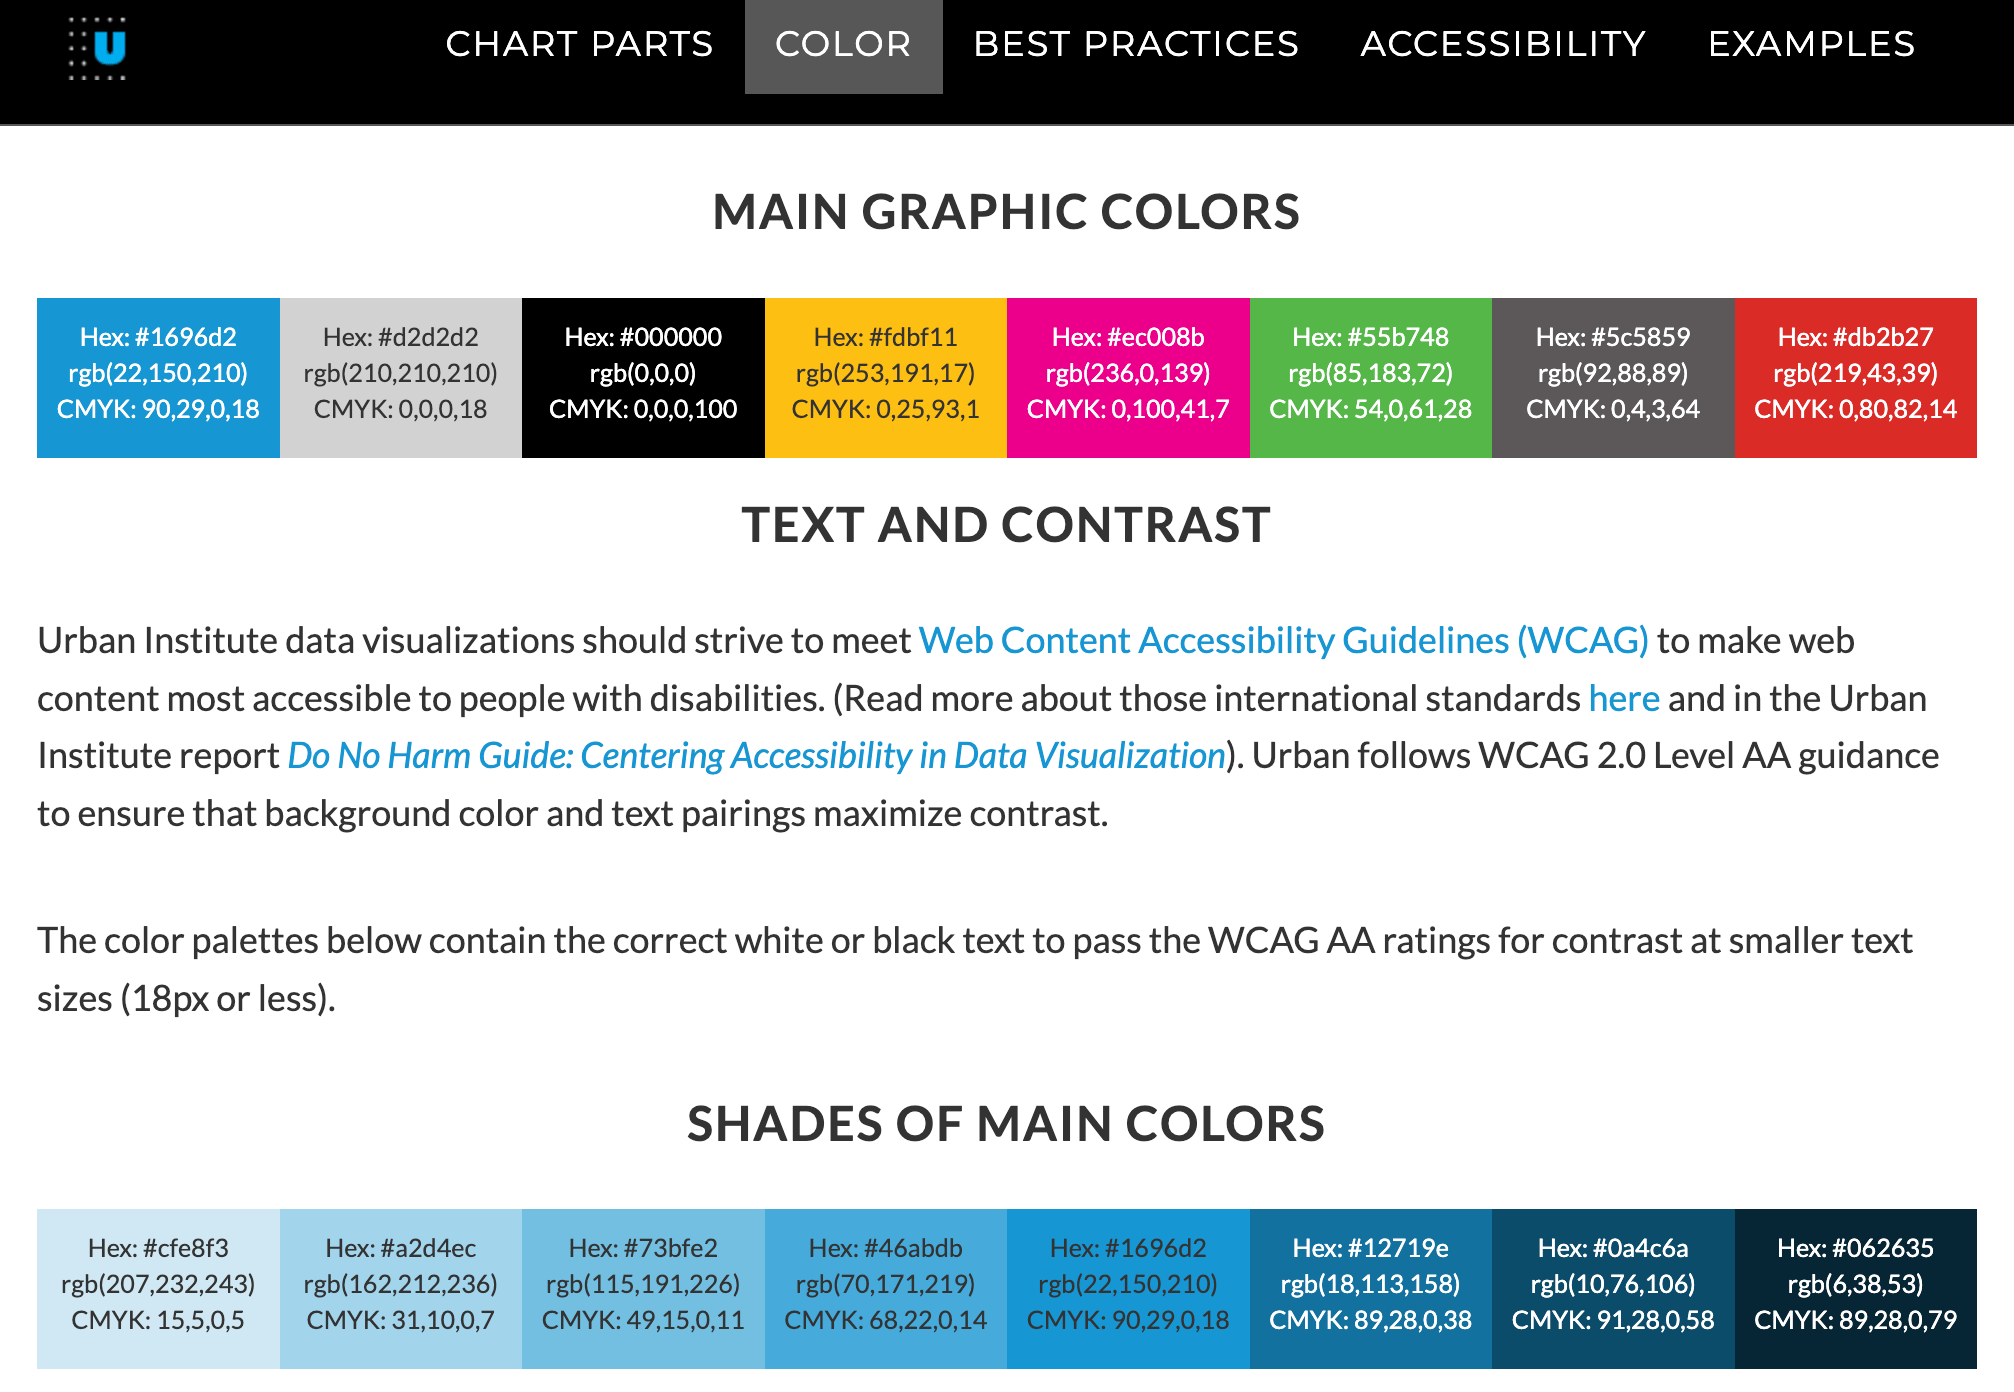 U
CHART PARTS COLOR BEST PRACTICES ACCESSIBILITY EXAMPLES
MAIN GRAPHIC COLORS
Hex: #1696d2 Hex: #d2d2d2 Hex: #000000 Hex: #fdbf11 Hex: #ec008b Hex: #55b748 Hex: #5c5859 Hex: #db2b27
rgb(22,150,210) rgb(210,210,210) rgb(0,0,0) rgb(253,191,17) rgb(236,0,139) rgb(85,183,72) rgb(92,88,89) rgb(219,43,39)
CMYK: 90,29,0,18 CMYK: 0,0,0,18 CMYK: 0,0,0,100 CMYK: 0,25,93,1 CMYK: 0,100,41,7 CMYK: 54,0,61,28 CMYK: 0,4,3,64 CMYK: 0,80,82,14
TEXT AND CONTRAST
Urban Institute data visualizations should strive to meet Web Content Accessibility Guidelines (WCAG) to make web
content most accessible to people with disabilities. (Read more about those international standards here and in the Urban
Institute report Do No Harm Guide: Centering Accessibility in Data Visualization). Urban follows WCAG 2.0 Level AA guidance
to ensure that background color and text pairings maximize contrast.
The color palettes below contain the correct white or black text to pass the WCAG AA ratings for contrast at smaller text
sizes (18px or less).
SHADES OF MAIN COLORS
Hex: #cfe8f3 Hex: #a2d4ec Hex: #73bfe2 Hex: #46abdb Hex: #1696d2 Hex: #12719e Hex: #0a4c6a Hex: #062635
rgb(207,232,243) rgb(162,212,236) rgb(115,191,226) rgb(70,171,219) rgb(22,150,210) rgb(18,113,158) rgb(10,76,106) rgb(6,38,53)
CMYK: 15,5,0,5 CMYK: 31,10,0,7 CMYK: 49,15,0,11 CMYK: 68,22,0,14 CMYK: 90,29,0,18 CMYK: 89,28,0,38 CMYK: 91,28,0,58 CMYK: 89,28,0,79